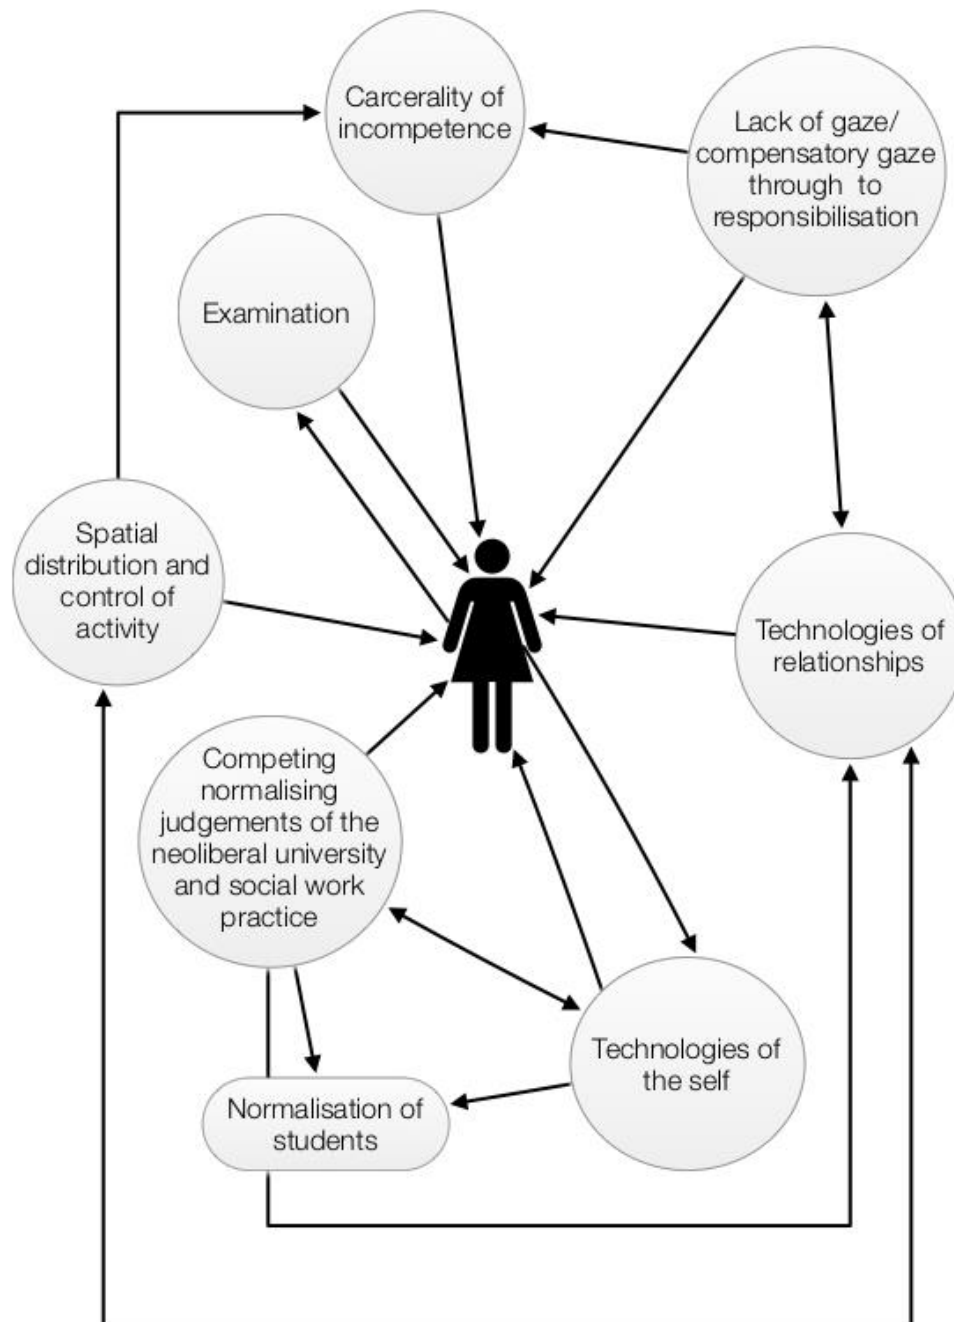 Carcerality of
incompetence
Lack of gaze/
compensatory gaze
through to
responsibilisation
Examination
Spatial
distribution and
control of
activity
Technologies of
relationships
Competing
normalising
judgements of the
neoliberal university
and social work
practice
Technologies of
the self
Normalisation of
students